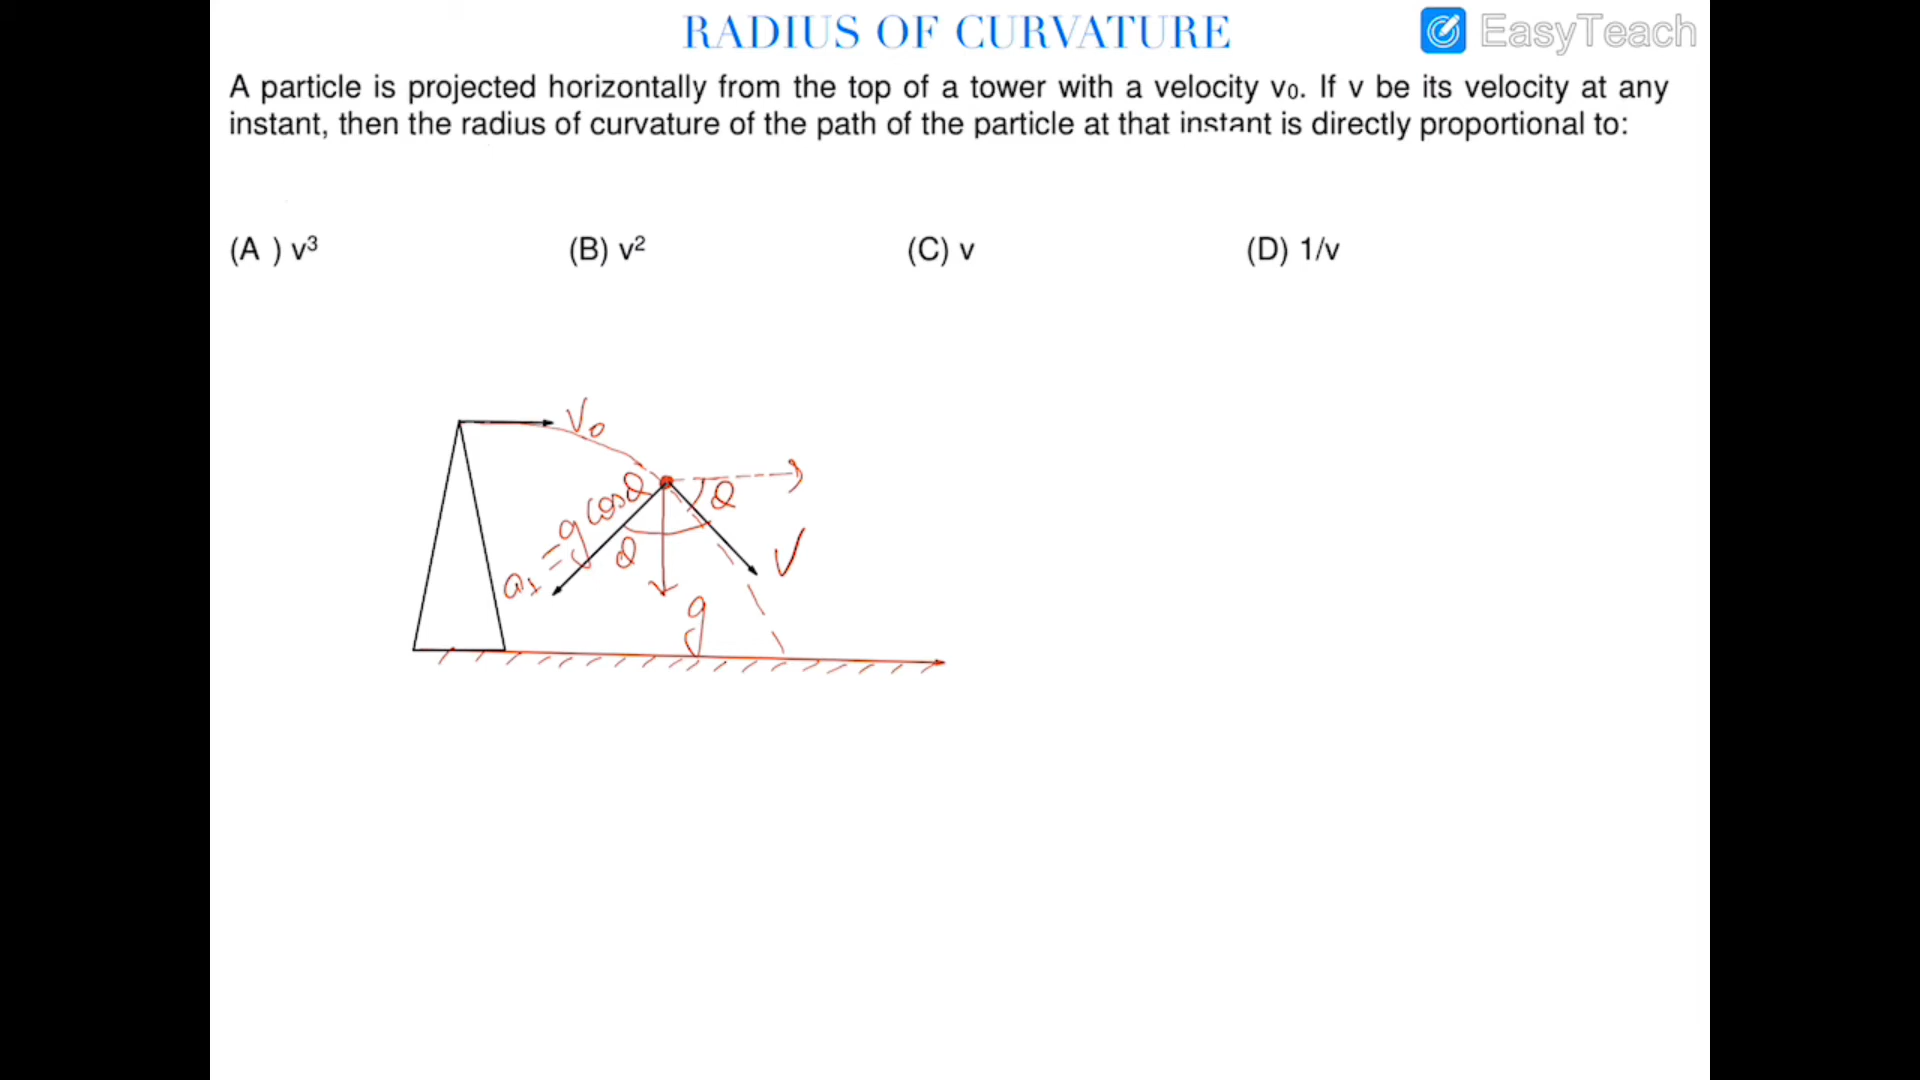 RADIUS OF CURVATURE
EasyTeach
A particle is projected horizontally from the top of a tower with a velocity v₀. If v be its velocity at any
instant, then the radius of curvature of the path of the particle at that instant is directly proportional to:
(A ) v³ (B) v² (C) v (D) 1/v
V₀
θ
a⊥ = g cosθ
θ
V
g